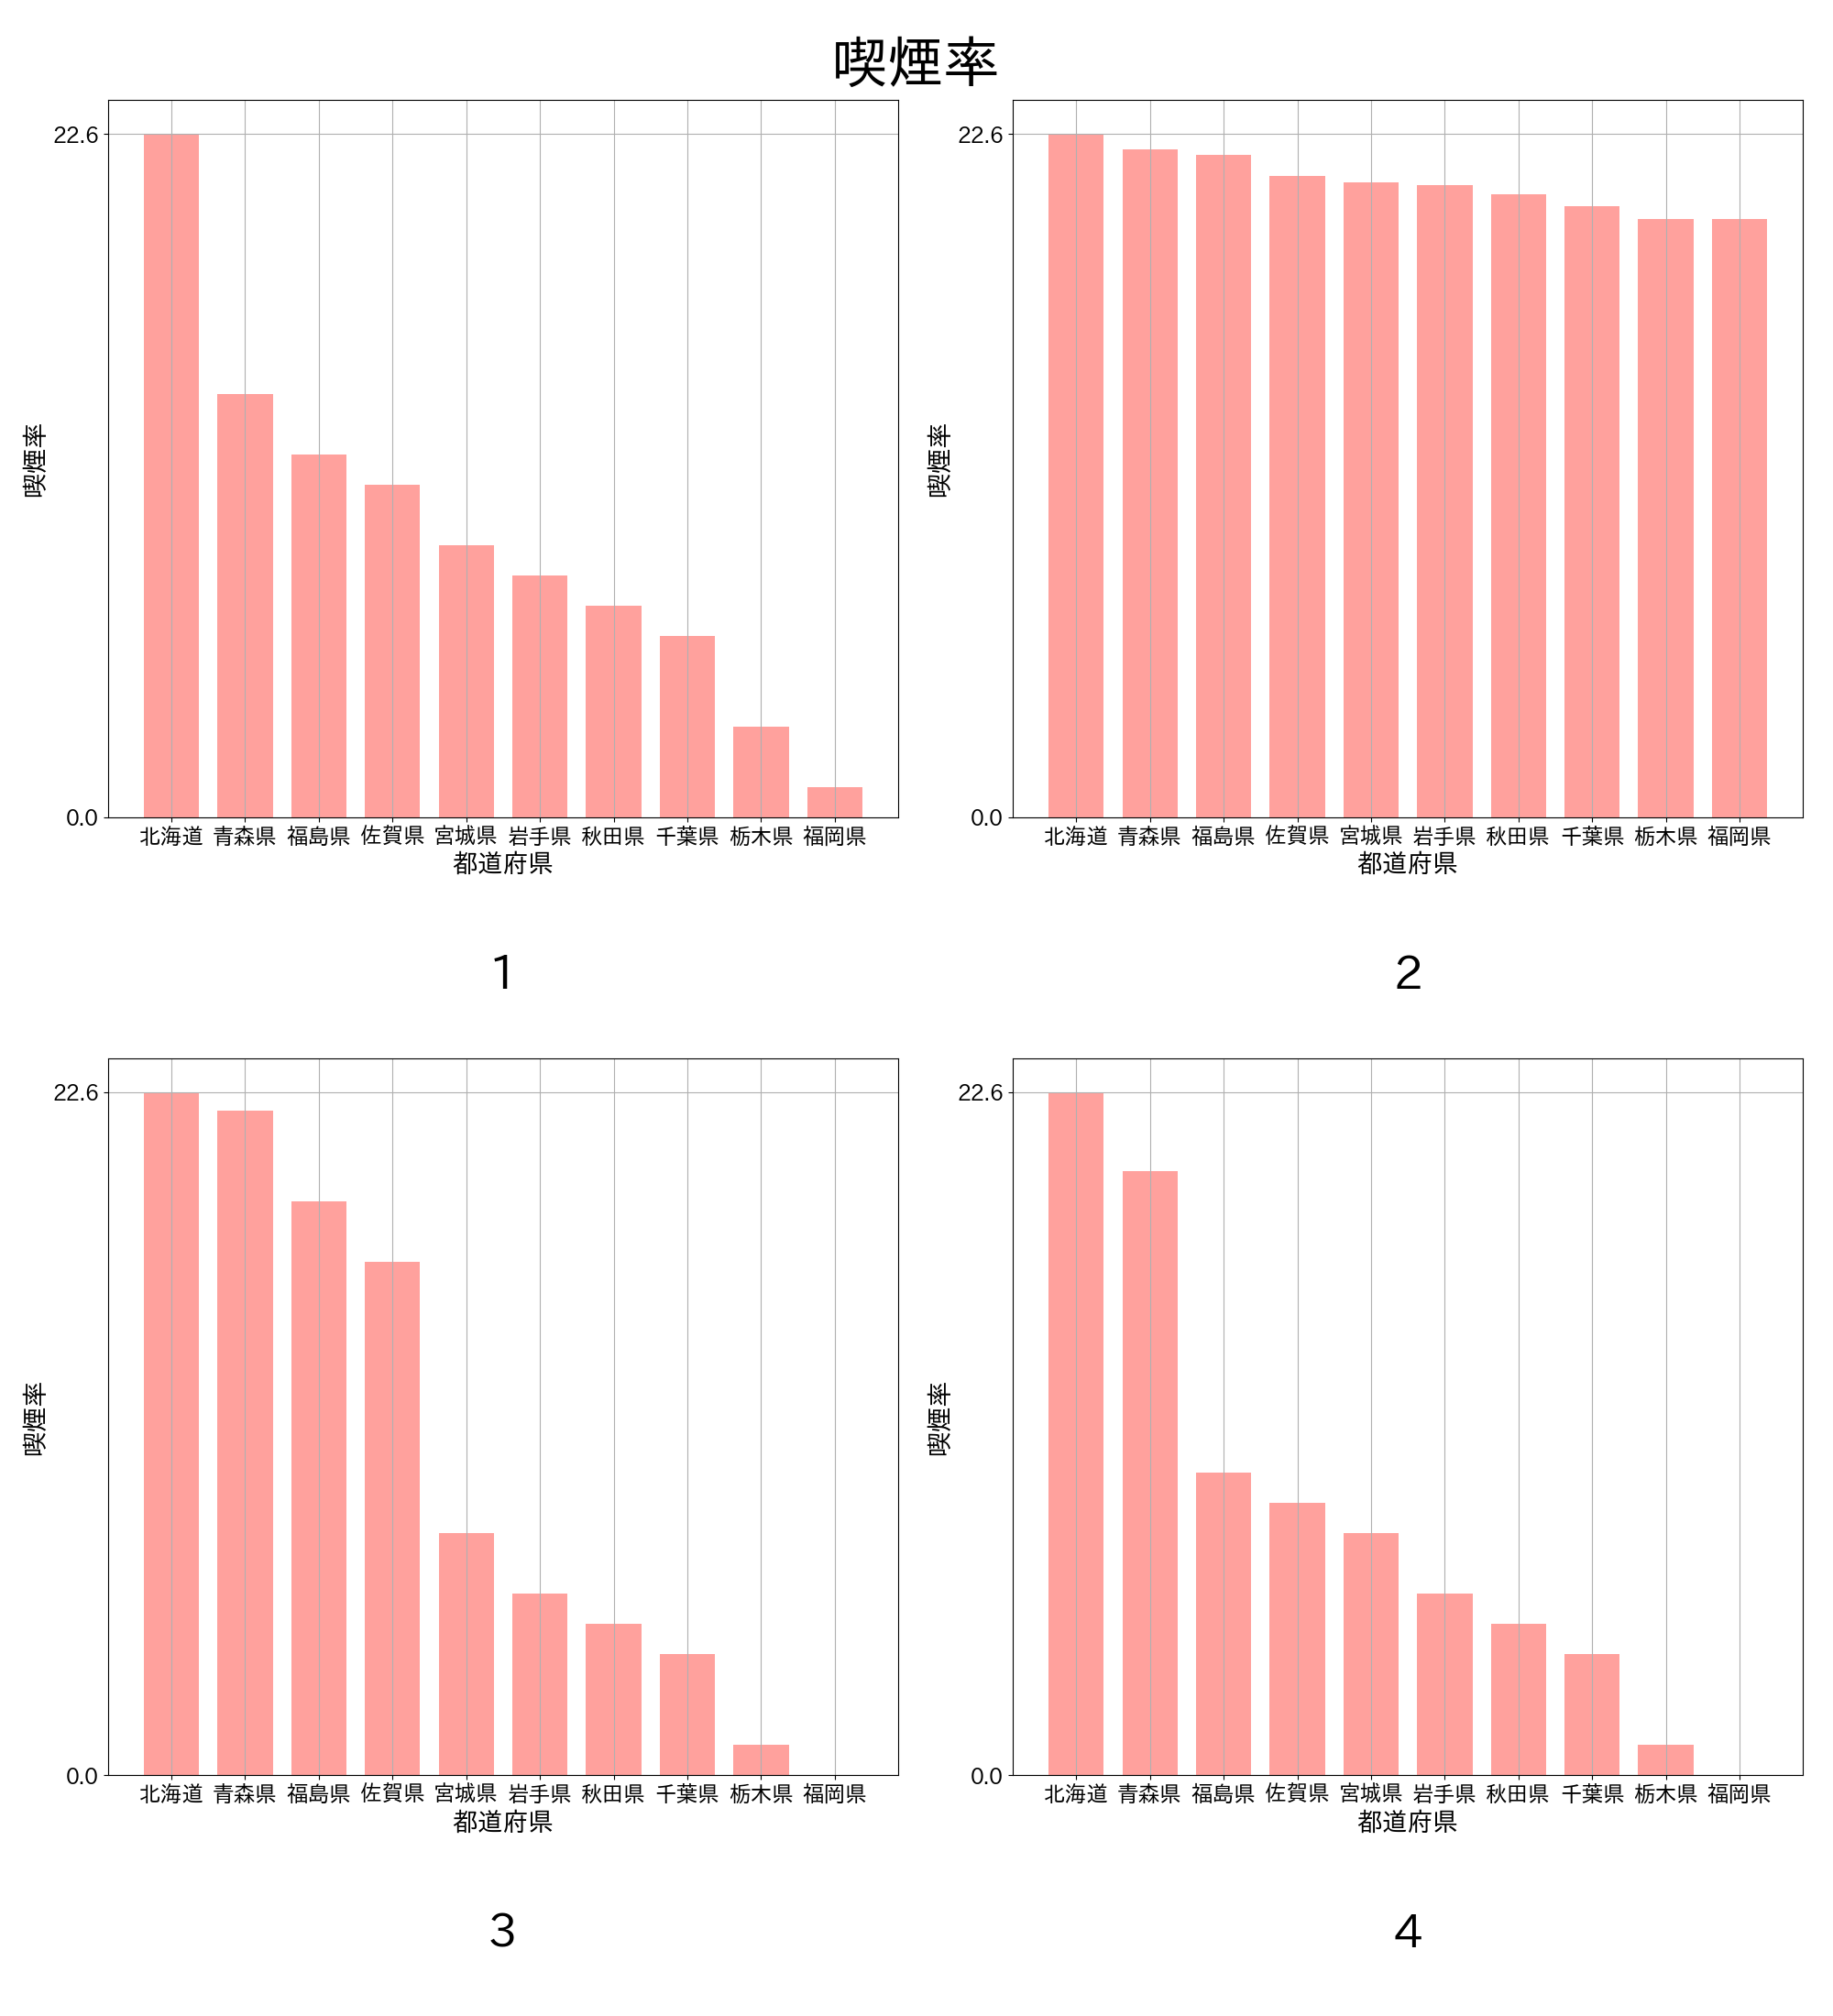 喫煙率
22.6
喫煙率
0.0
北海道 青森県 福島県 佐賀県 宮城県 岩手県 秋田県 千葉県 栃木県 福岡県
都道府県
1
22.6
喫煙率
0.0
北海道 青森県 福島県 佐賀県 宮城県 岩手県 秋田県 千葉県 栃木県 福岡県
都道府県
2
22.6
喫煙率
0.0
北海道 青森県 福島県 佐賀県 宮城県 岩手県 秋田県 千葉県 栃木県 福岡県
都道府県
3
22.6
喫煙率
0.0
北海道 青森県 福島県 佐賀県 宮城県 岩手県 秋田県 千葉県 栃木県 福岡県
都道府県
4